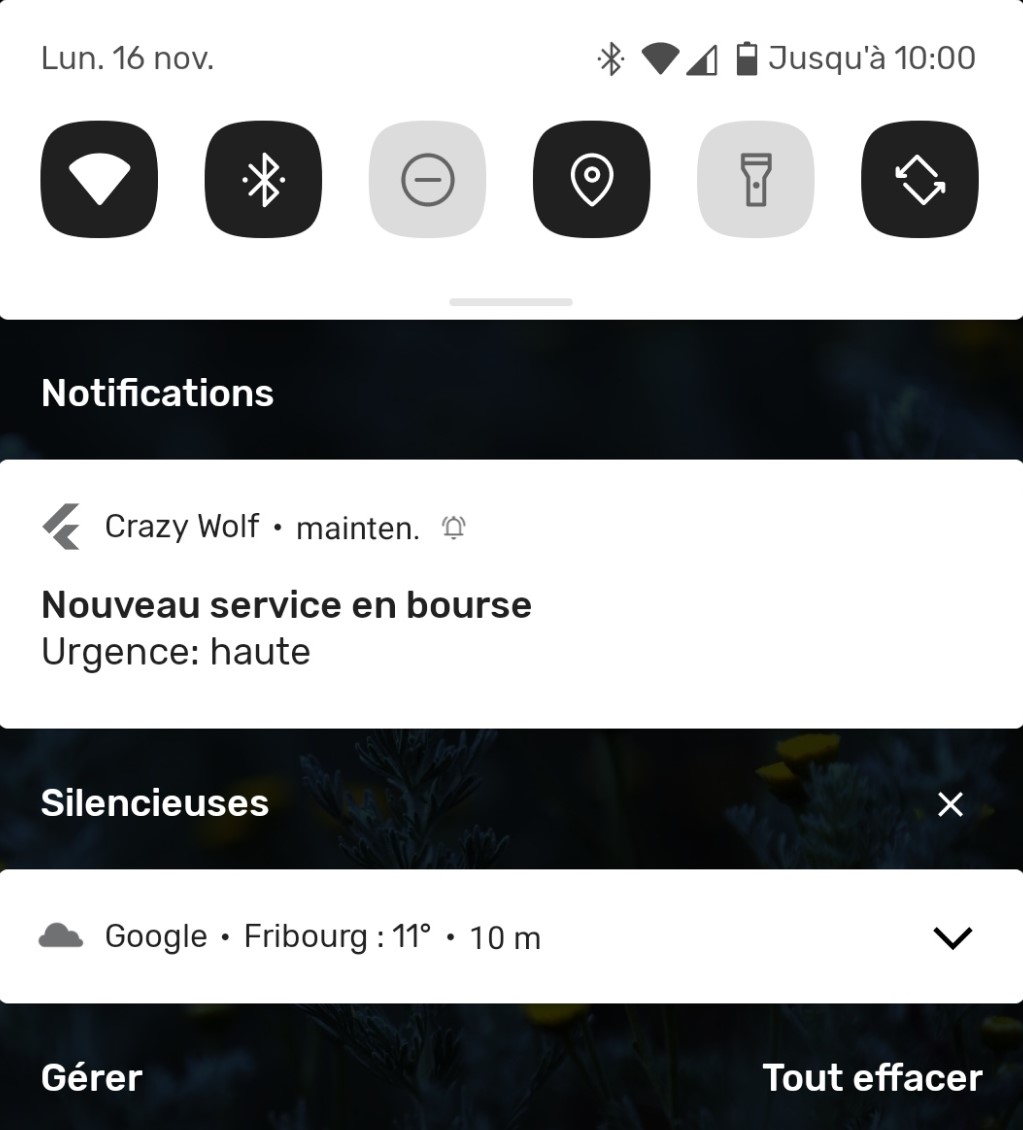 Lun. 16 nov. Jusqu'à 10:00
Notifications
Crazy Wolf • mainten.
Nouveau service en bourse
Urgence: haute
Silencieuses
Google • Fribourg : 11° • 10 m
Gérer Tout effacer